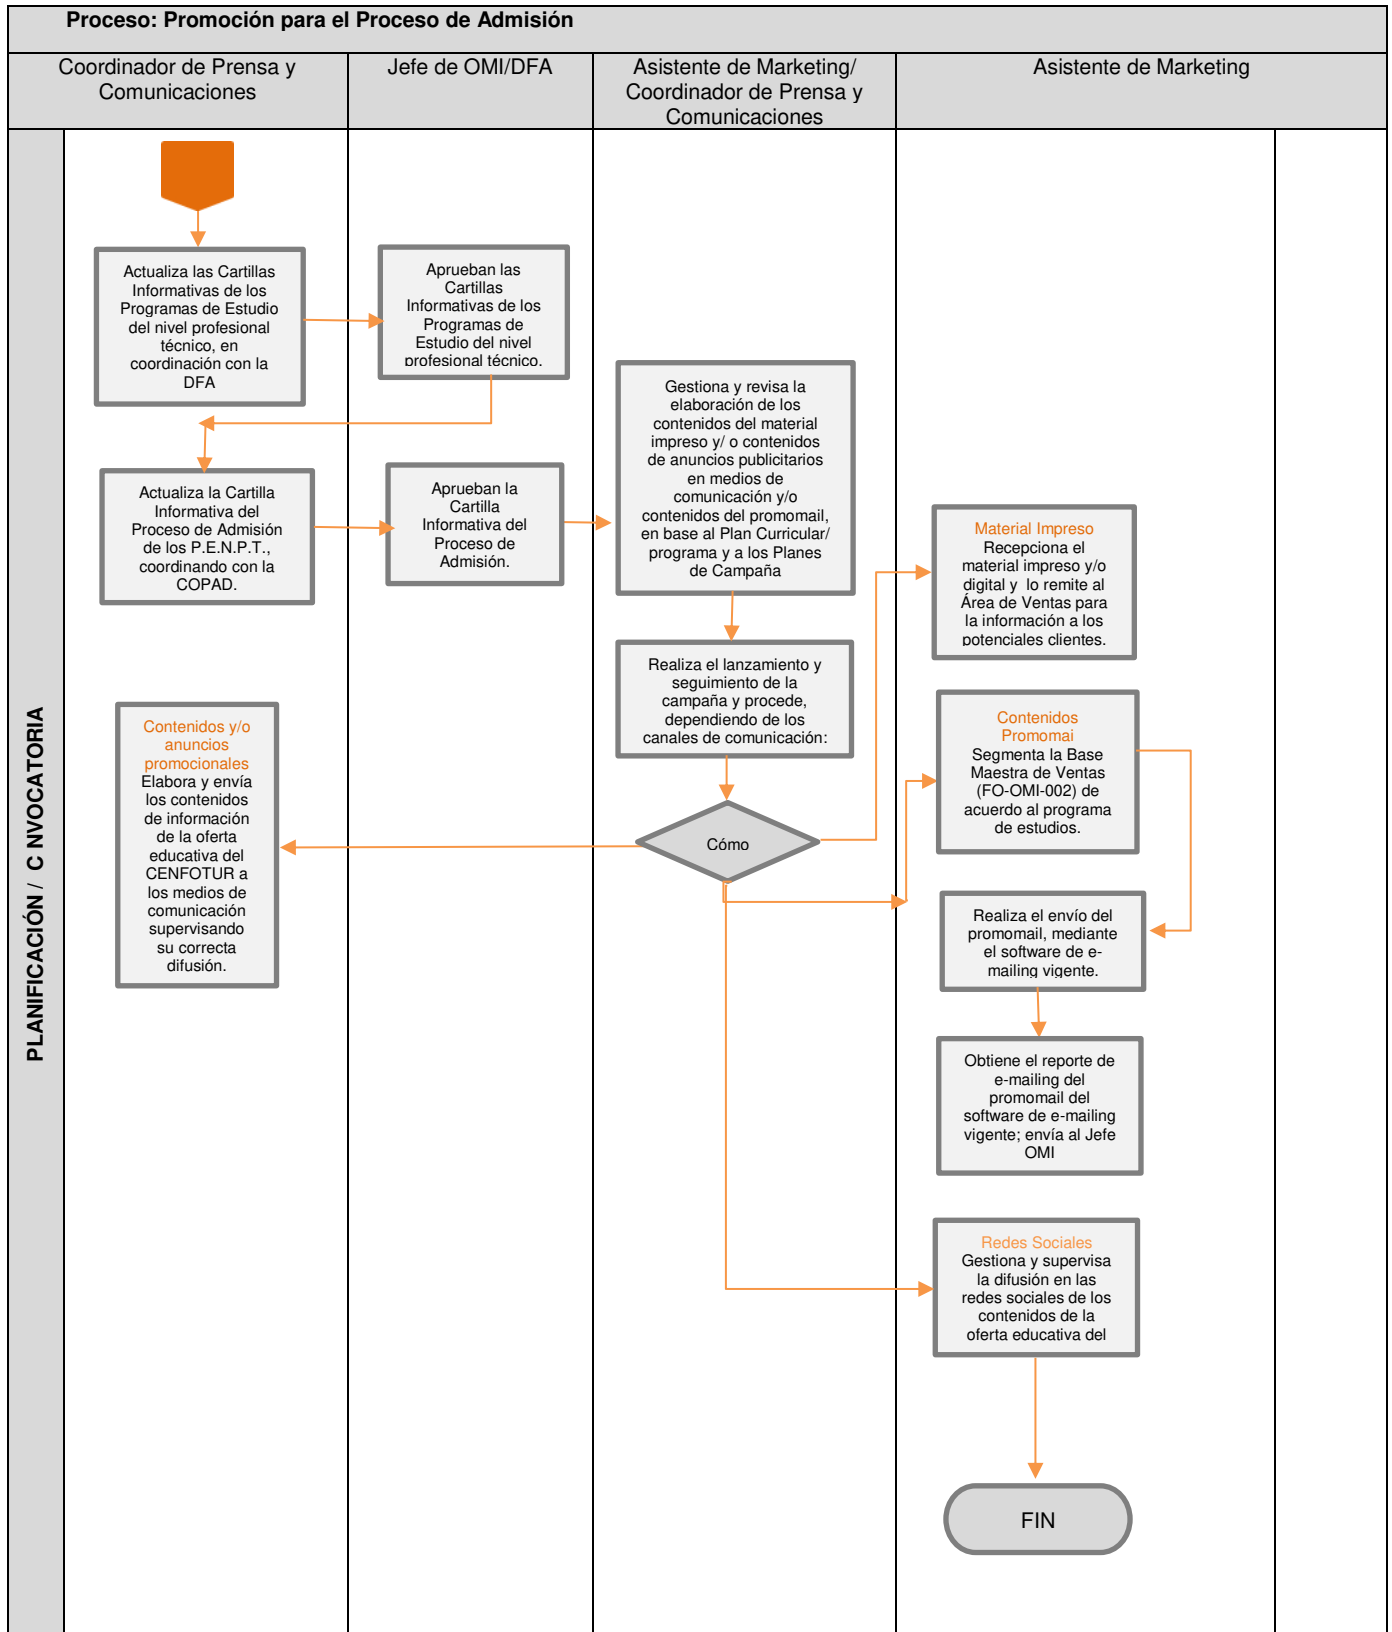 Proceso: Promoción para el Proceso de Admisión
Coordinador de Prensa y
Comunicaciones
Jefe de OMI/DFA
Asistente de Marketing/
Coordinador de Prensa y
Comunicaciones
Asistente de Marketing
PLANIFICACIÓN / C NVOCATORIA
Actualiza las Cartillas
Informativas de los
Programas de Estudio
del nivel profesional
técnico, en
coordinación con la
DFA
Aprueban las
Cartillas
Informativas de los
Programas de
Estudio del nivel
profesional técnico.
Actualiza la Cartilla
Informativa del
Proceso de Admisión
de los P.E.N.P.T.,
coordinando con la
COPAD.
Aprueban la
Cartilla
Informativa del
Proceso de
Admisión.
Gestiona y revisa la
elaboración de los
contenidos del material
impreso y/ o contenidos
de anuncios publicitarios
en medios de
comunicación y/o
contenidos del promomail,
en base al Plan Curricular/
programa y a los Planes
de Campaña
Realiza el lanzamiento y
seguimiento de la
campaña y procede,
dependiendo de los
canales de comunicación:
Cómo
Contenidos y/o
anuncios
promocionales
Elabora y envía
los contenidos
de información
de la oferta
educativa del
CENFOTUR a
los medios de
comunicación
supervisando
su correcta
difusión.
Material Impreso
Recepciona el
material impreso y/o
digital y  lo remite al
Área de Ventas para
la información a los
potenciales clientes.
Contenidos
Promomai
Segmenta la Base
Maestra de Ventas
(FO-OMI-002) de
acuerdo al programa
de estudios.
Realiza el envío del
promomail, mediante
el software de e-
mailing vigente.
Obtiene el reporte de
e-mailing del
promomail del
software de e-mailing
vigente; envía al Jefe
OMI
Redes Sociales
Gestiona y supervisa
la difusión en las
redes sociales de los
contenidos de la
oferta educativa del
FIN